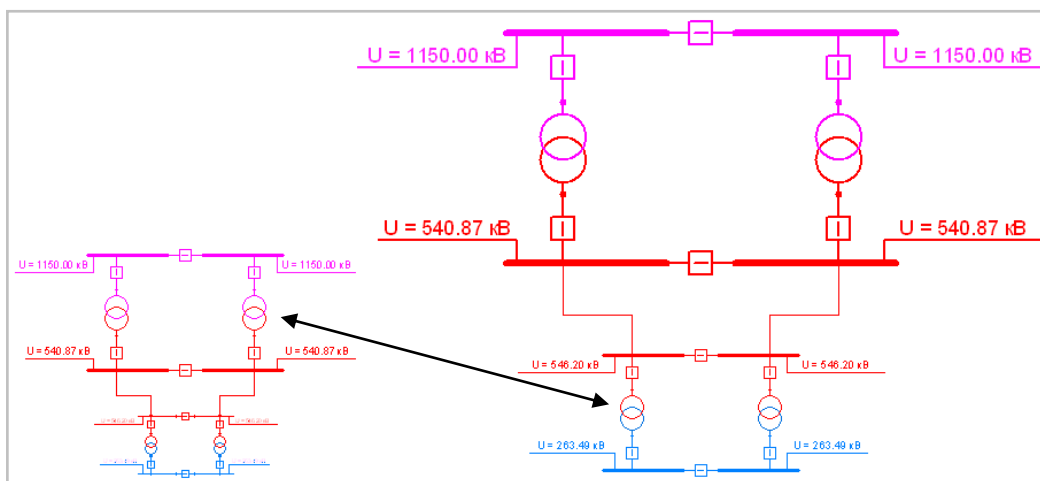 U = 1150.00 кВ
U = 1150.00 кВ
U = 540.87 кВ
U = 540.87 кВ
U = 1150.00 кВ
U = 1150.00 кВ
U = 540.87 кВ
U = 540.87 кВ
U = 546.20 кВ
U = 546.20 кВ
U = 263.49 кВ
U = 263.49 кВ